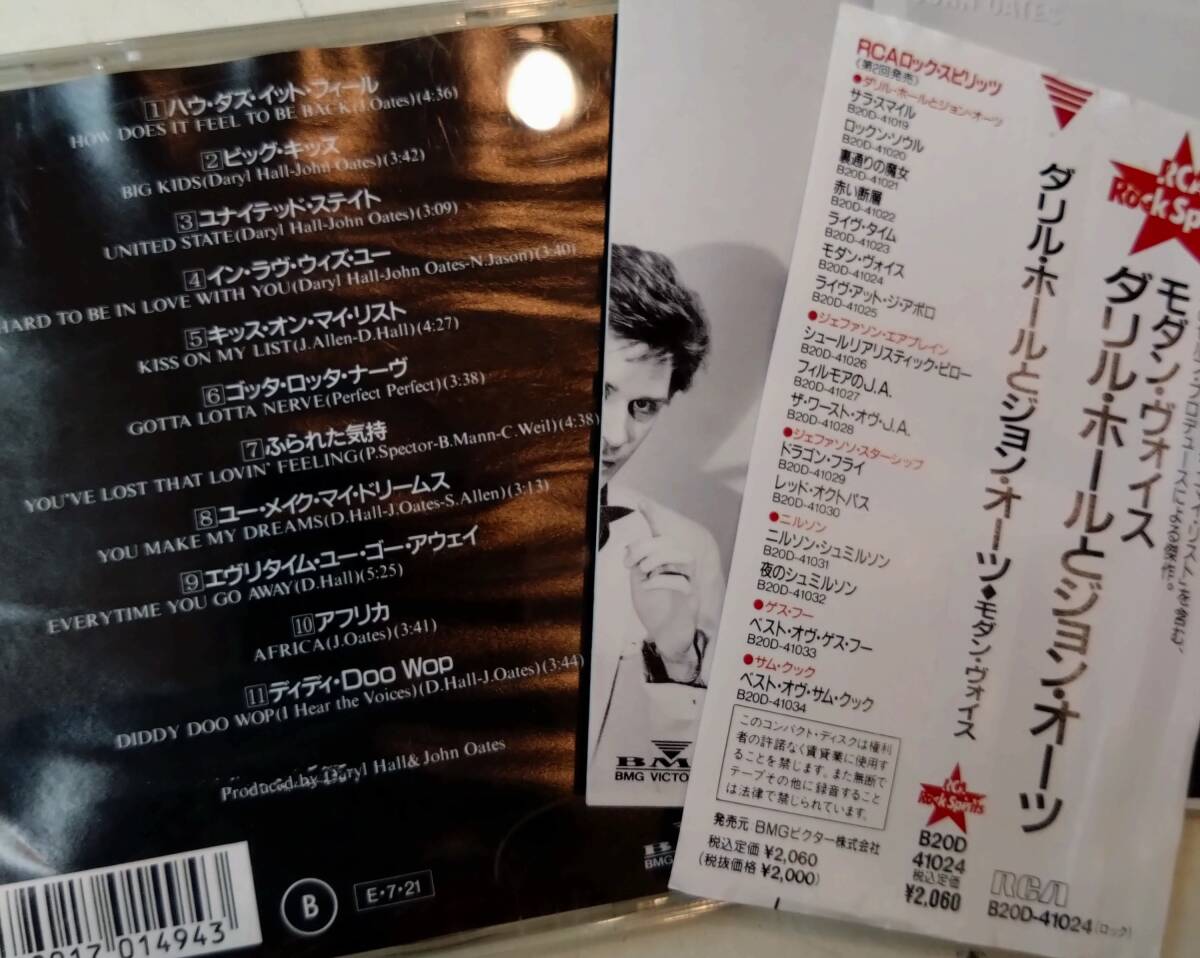 1 ハウ・ダズ・イット・フィール
HOW DOES IT FEEL TO BE BACK(J.Oates)(4:36)
2 ビッグ・キッズ
BIG KIDS(Daryl Hall-John Oates)(3:42)
3 ユナイテッド・ステイト
UNITED STATE(Daryl Hall-John Oates)(3:09)
4 イン・ラヴ・ウィズ・ユー
HARD TO BE IN LOVE WITH YOU(Daryl Hall-John Oates-N.Jason)(3:40)
5 キッス・オン・マイ・リスト
KISS ON MY LIST(J.Allen-D.Hall)(4:27)
6 ゴッタ・ロッタ・ナーヴ
GOTTA LOTTA NERVE(Perfect Perfect)(3:38)
7 ふられた気持
YOU'VE LOST THAT LOVIN' FEELING(P.Spector-B.Mann-C.Weil)(4:38)
8 ユー・メイク・マイ・ドリームス
YOU MAKE MY DREAMS(D.Hall-J.Oates-S.Allen)(3:13)
9 エヴリタイム・ユー・ゴー・アウェイ
EVERYTIME YOU GO AWAY(D.Hall)(5:25)
10 アフリカ
AFRICA(J.Oates)(3:41)
11 ディディ・Doo Wop
DIDDY DOO WOP(I Hear the Voices)(D.Hall-J.Oates)(3:44)
Produced by Daryl Hall & John Oates
014943
B
E・7・21
JOHN OATES
BMG VICTO
BMG
RCAロック・スピリッツ
(第2回発売)
●ダリル・ホールとジョン・オーツ
サラ・スマイル
B20D-41019
ロックン・ソウル
B20D-41020
裏通りの魔女
B20D-41021
赤い断層
B20D-41022
ライヴ・タイム
B20D-41023
モダン・ヴォイス
B20D-41024
ライヴ・アット・ジ・アポロ
B20D-41025
●ジェファソン・エアプレイン
シュールリアリスティック・ピロー
B20D-41026
フィルモアのJ.A.
B20D-41027
ザ・ワースト・オヴ・J.A.
B20D-41028
●ジェファソン・スターシップ
ドラゴン・フライ
B20D-41029
レッド・オクトパス
B20D-41030
●ニルソン
ニルソン・シュミルソン
B20D-41031
夜のシュミルソン
B20D-41032
●ゲス・フー
ベスト・オヴ・ゲス・フー
B20D-41033
●サム・クック
ベスト・オヴ・サム・クック
B20D-41034
このコンパクト・ディスクは権利
者の許諾なく賃貸業に使用す
ることを禁じます。また無断で
テープその他に録音すること
は法律で禁じられています。
発売元:BMGビクター株式会社
税込定価 ¥2,060
(税抜価格 ¥2,000)
ダリル・ホールとジョン・オーツ◆モダン・ヴォイス
RCA Rock Spirits
B20D
41024
税込定価
¥2,060
RCA
Rock Sp
モダン・ヴォイス
ダリル・ホールとジョン・オーツ
RCA
B20D-41024(ロック)